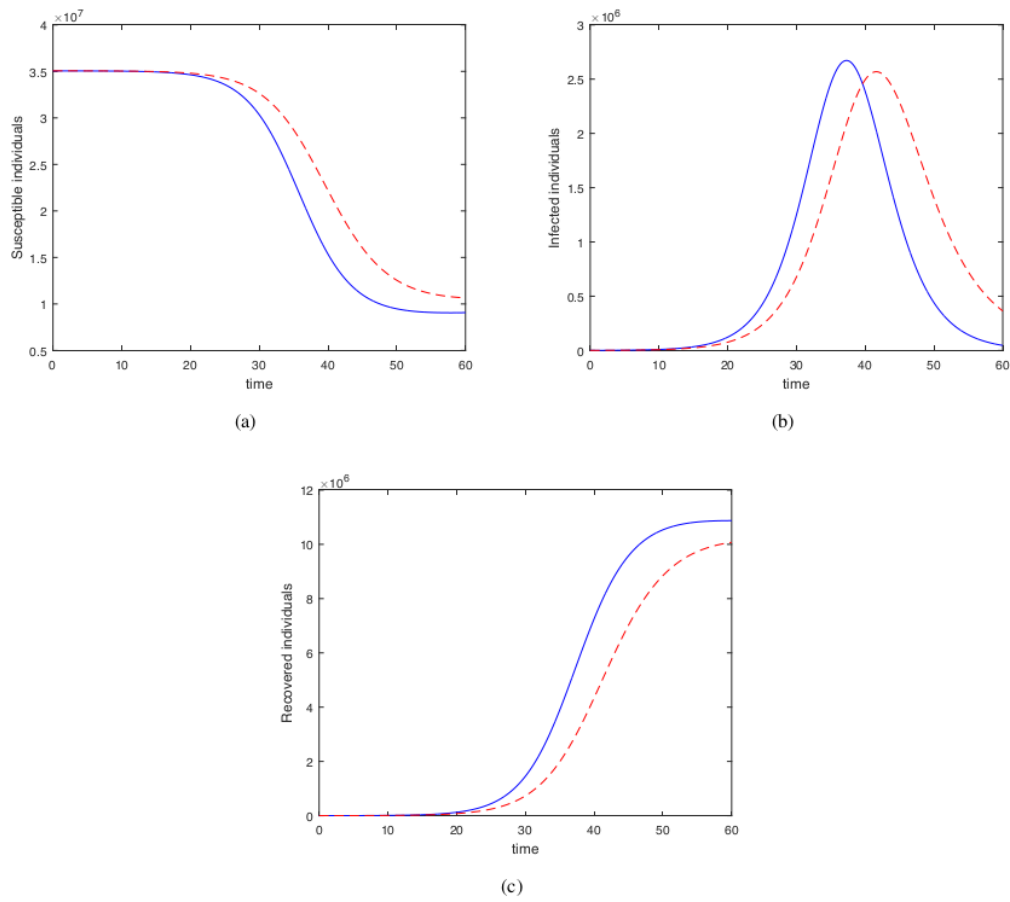 ×10^7
4
3.5
3
2.5
2
1.5
1
0.5
Susceptible individuals
0 10 20 30 40 50 60
time
(a)
×10^6
3
2.5
2
1.5
1
0.5
0
Infected individuals
0 10 20 30 40 50 60
time
(b)
×10^6
12
10
8
6
4
2
0
Recovered individuals
0 10 20 30 40 50 60
time
(c)